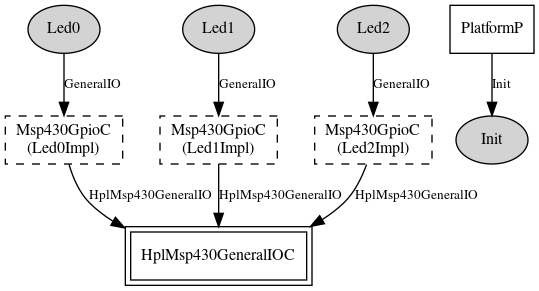 Led0
Led1
Led2
PlatformP
GeneralIO
GeneralIO
GeneralIO
Init
Msp430GpioC
(Led0Impl)
Msp430GpioC
(Led1Impl)
Msp430GpioC
(Led2Impl)
Init
HplMsp430GeneralIO
HplMsp430GeneralIO
HplMsp430GeneralIO
HplMsp430GeneralIOC